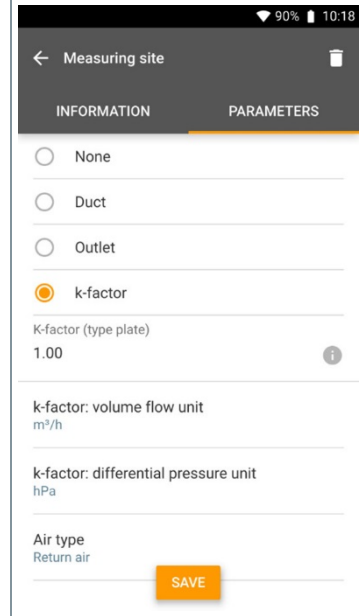 90% 10:18
Measuring site
INFORMATION PARAMETERS
None
Duct
Outlet
k-factor
K-factor (type plate)
1.00
k-factor: volume flow unit
m³/h
k-factor: differential pressure unit
hPa
Air type
Return air
SAVE